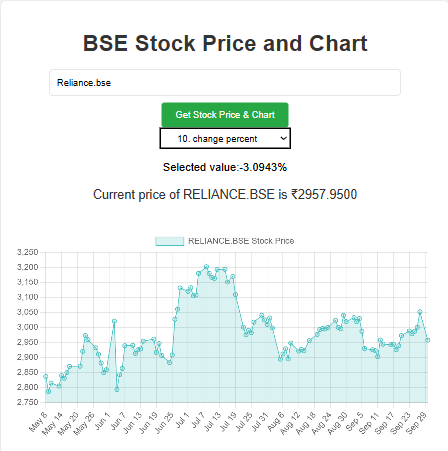 BSE Stock Price and Chart
Reliance.bse
Get Stock Price & Chart
10. change percent
Selected value:-3.0943%
Current price of RELIANCE.BSE is ₹2957.9500
RELIANCE.BSE Stock Price
3,250
3,200
3,150
3,100
3,050
3,000
2,950
2,900
2,850
2,800
2,750
May 8 May 14 May 20 May 26 Jun 1 Jun 7 Jun 13 Jun 19 Jun 25 Jul 1 Jul 7 Jul 13 Jul 19 Jul 25 Jul 31 Aug 6 Aug 12 Aug 18 Aug 24 Aug 30 Sep 5 Sep 11 Sep 17 Sep 23 Sep 29